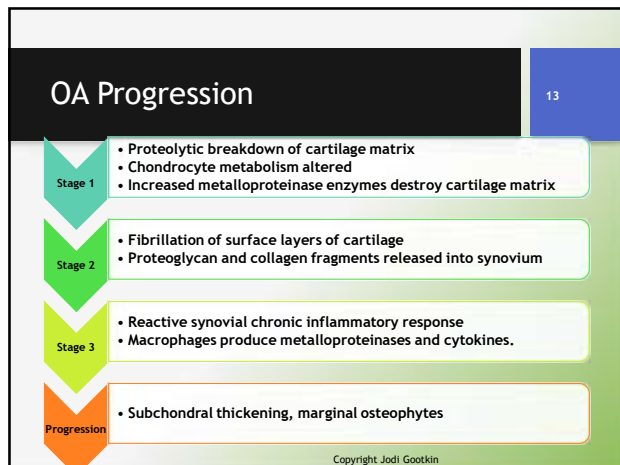 OA Progression
13
Stage 1
• Proteolytic breakdown of cartilage matrix
• Chondrocyte metabolism altered
• Increased metalloproteinase enzymes destroy cartilage matrix
Stage 2
• Fibrillation of surface layers of cartilage
• Proteoglycan and collagen fragments released into synovium
Stage 3
• Reactive synovial chronic inflammatory response
• Macrophages produce metalloproteinases and cytokines.
Progression
• Subchondral thickening, marginal osteophytes
Copyright Jodi Gootkin